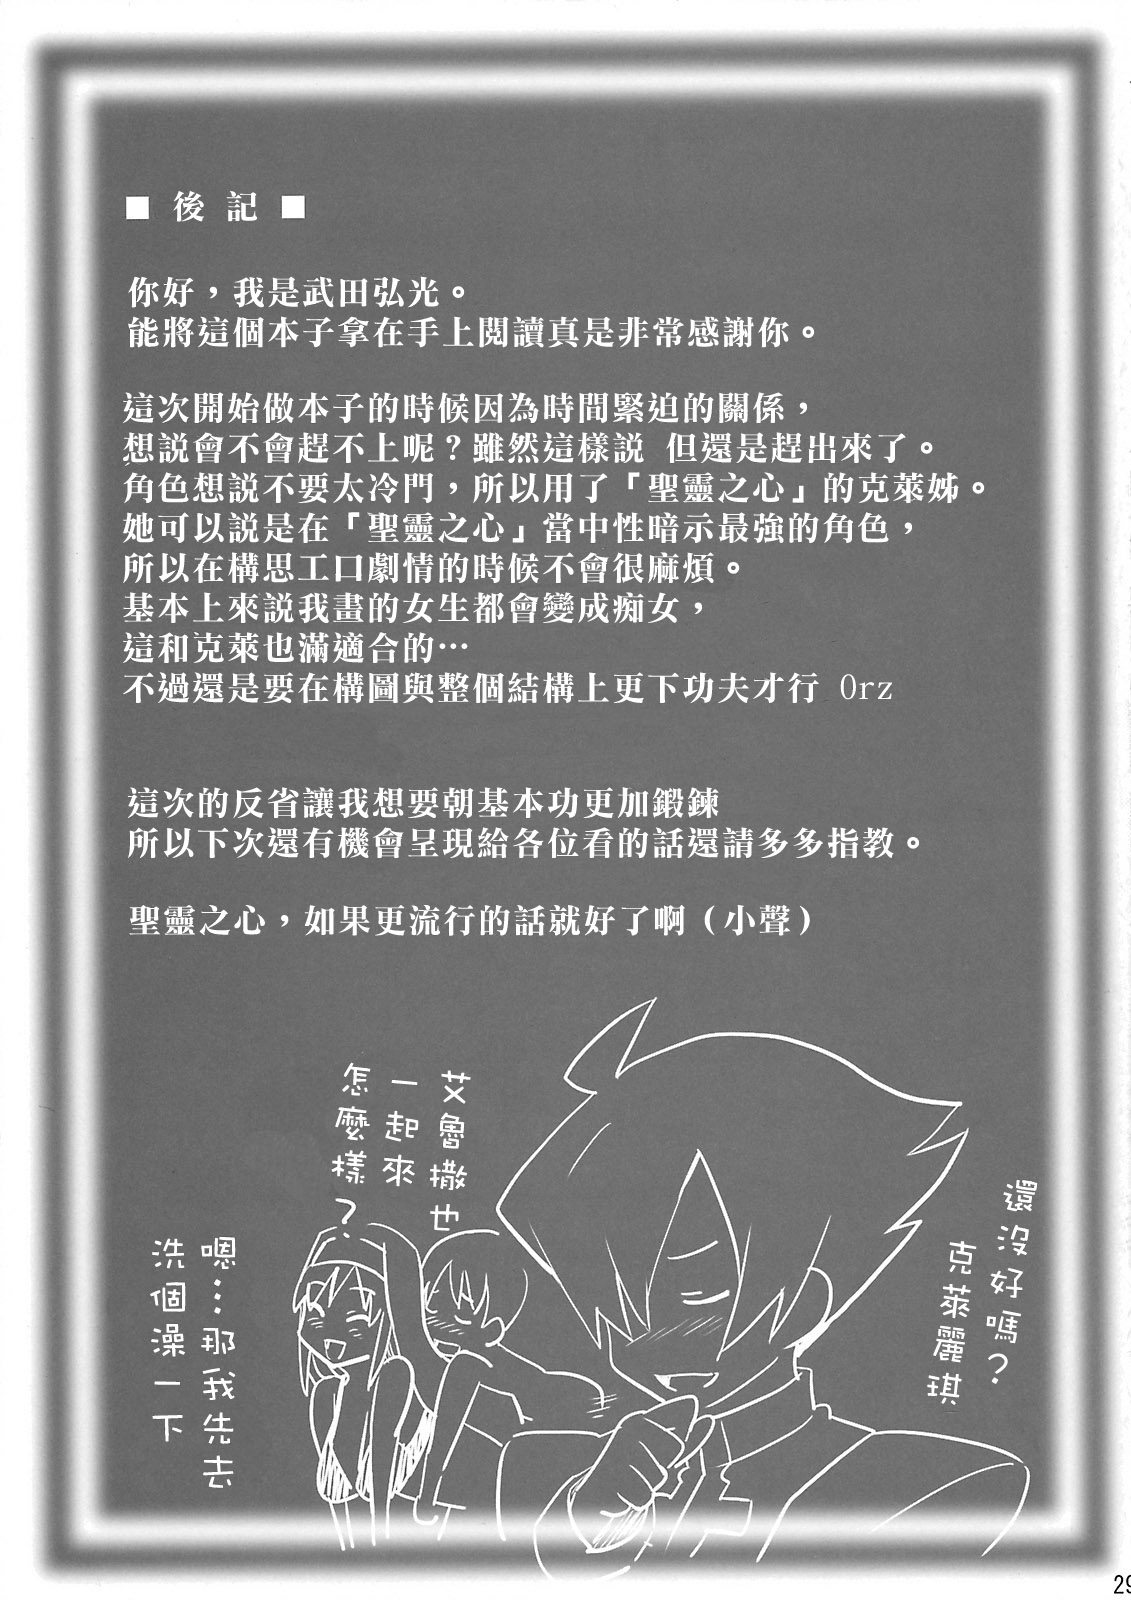 ■ 後 記 ■
你好，我是武田弘光。
能將這個本子拿在手上閱讀真是非常感謝你。
這次開始做本子的時候因為時間緊迫的關係，
想説會不會趕不上呢？雖然這樣説 但還是趕出來了。
角色想説不要太冷門，所以用了「聖靈之心」的克萊姊。
她可以説是在「聖靈之心」當中性暗示最強的角色，
所以在構思工口劇情的時候不會很麻煩。
基本上來説我畫的女生都會變成痴女，
這和克萊也滿適合的…
不過還是要在構圖與整個結構上更下功夫才行 Orz
這次的反省讓我想要朝基本功更加鍛鍊
所以下次還有機會呈現給各位看的話還請多多指教。
聖靈之心，如果更流行的話就好了啊（小聲）
還沒好嗎？
克萊麗琪
艾魯撒也
一起來
怎麼樣？
嗯…那我先去
洗個澡一下
29